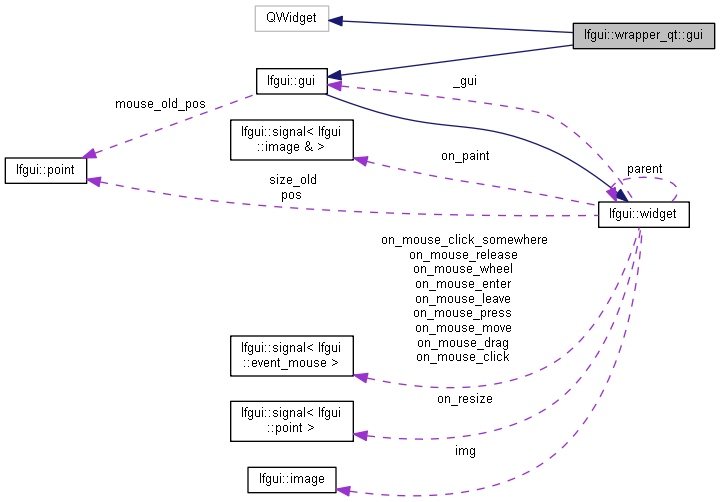 QWidget
lfgui::wrapper_qt::gui
lfgui::gui
_gui
mouse_old_pos
lfgui::signal< lfgui
::image & >
on_paint
parent
lfgui::point
size_old
pos
lfgui::widget
on_mouse_click_somewhere
on_mouse_release
on_mouse_wheel
on_mouse_enter
on_mouse_leave
on_mouse_press
on_mouse_move
on_mouse_drag
on_mouse_click
lfgui::signal< lfgui
::event_mouse >
on_resize
lfgui::signal< lfgui
::point >
img
lfgui::image